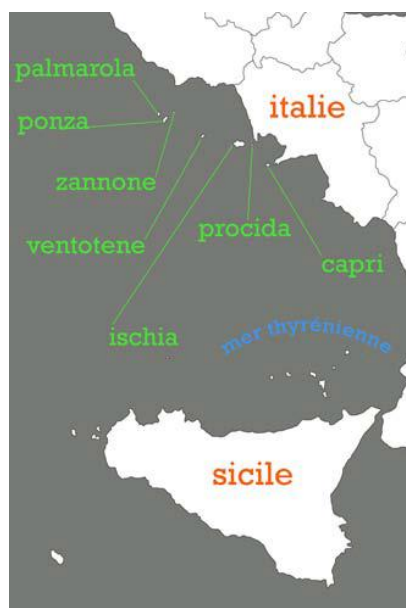 palmarola
italie
ponza
zannone
procida
ventotene
capri
ischia
mer thyrénienne
sicile